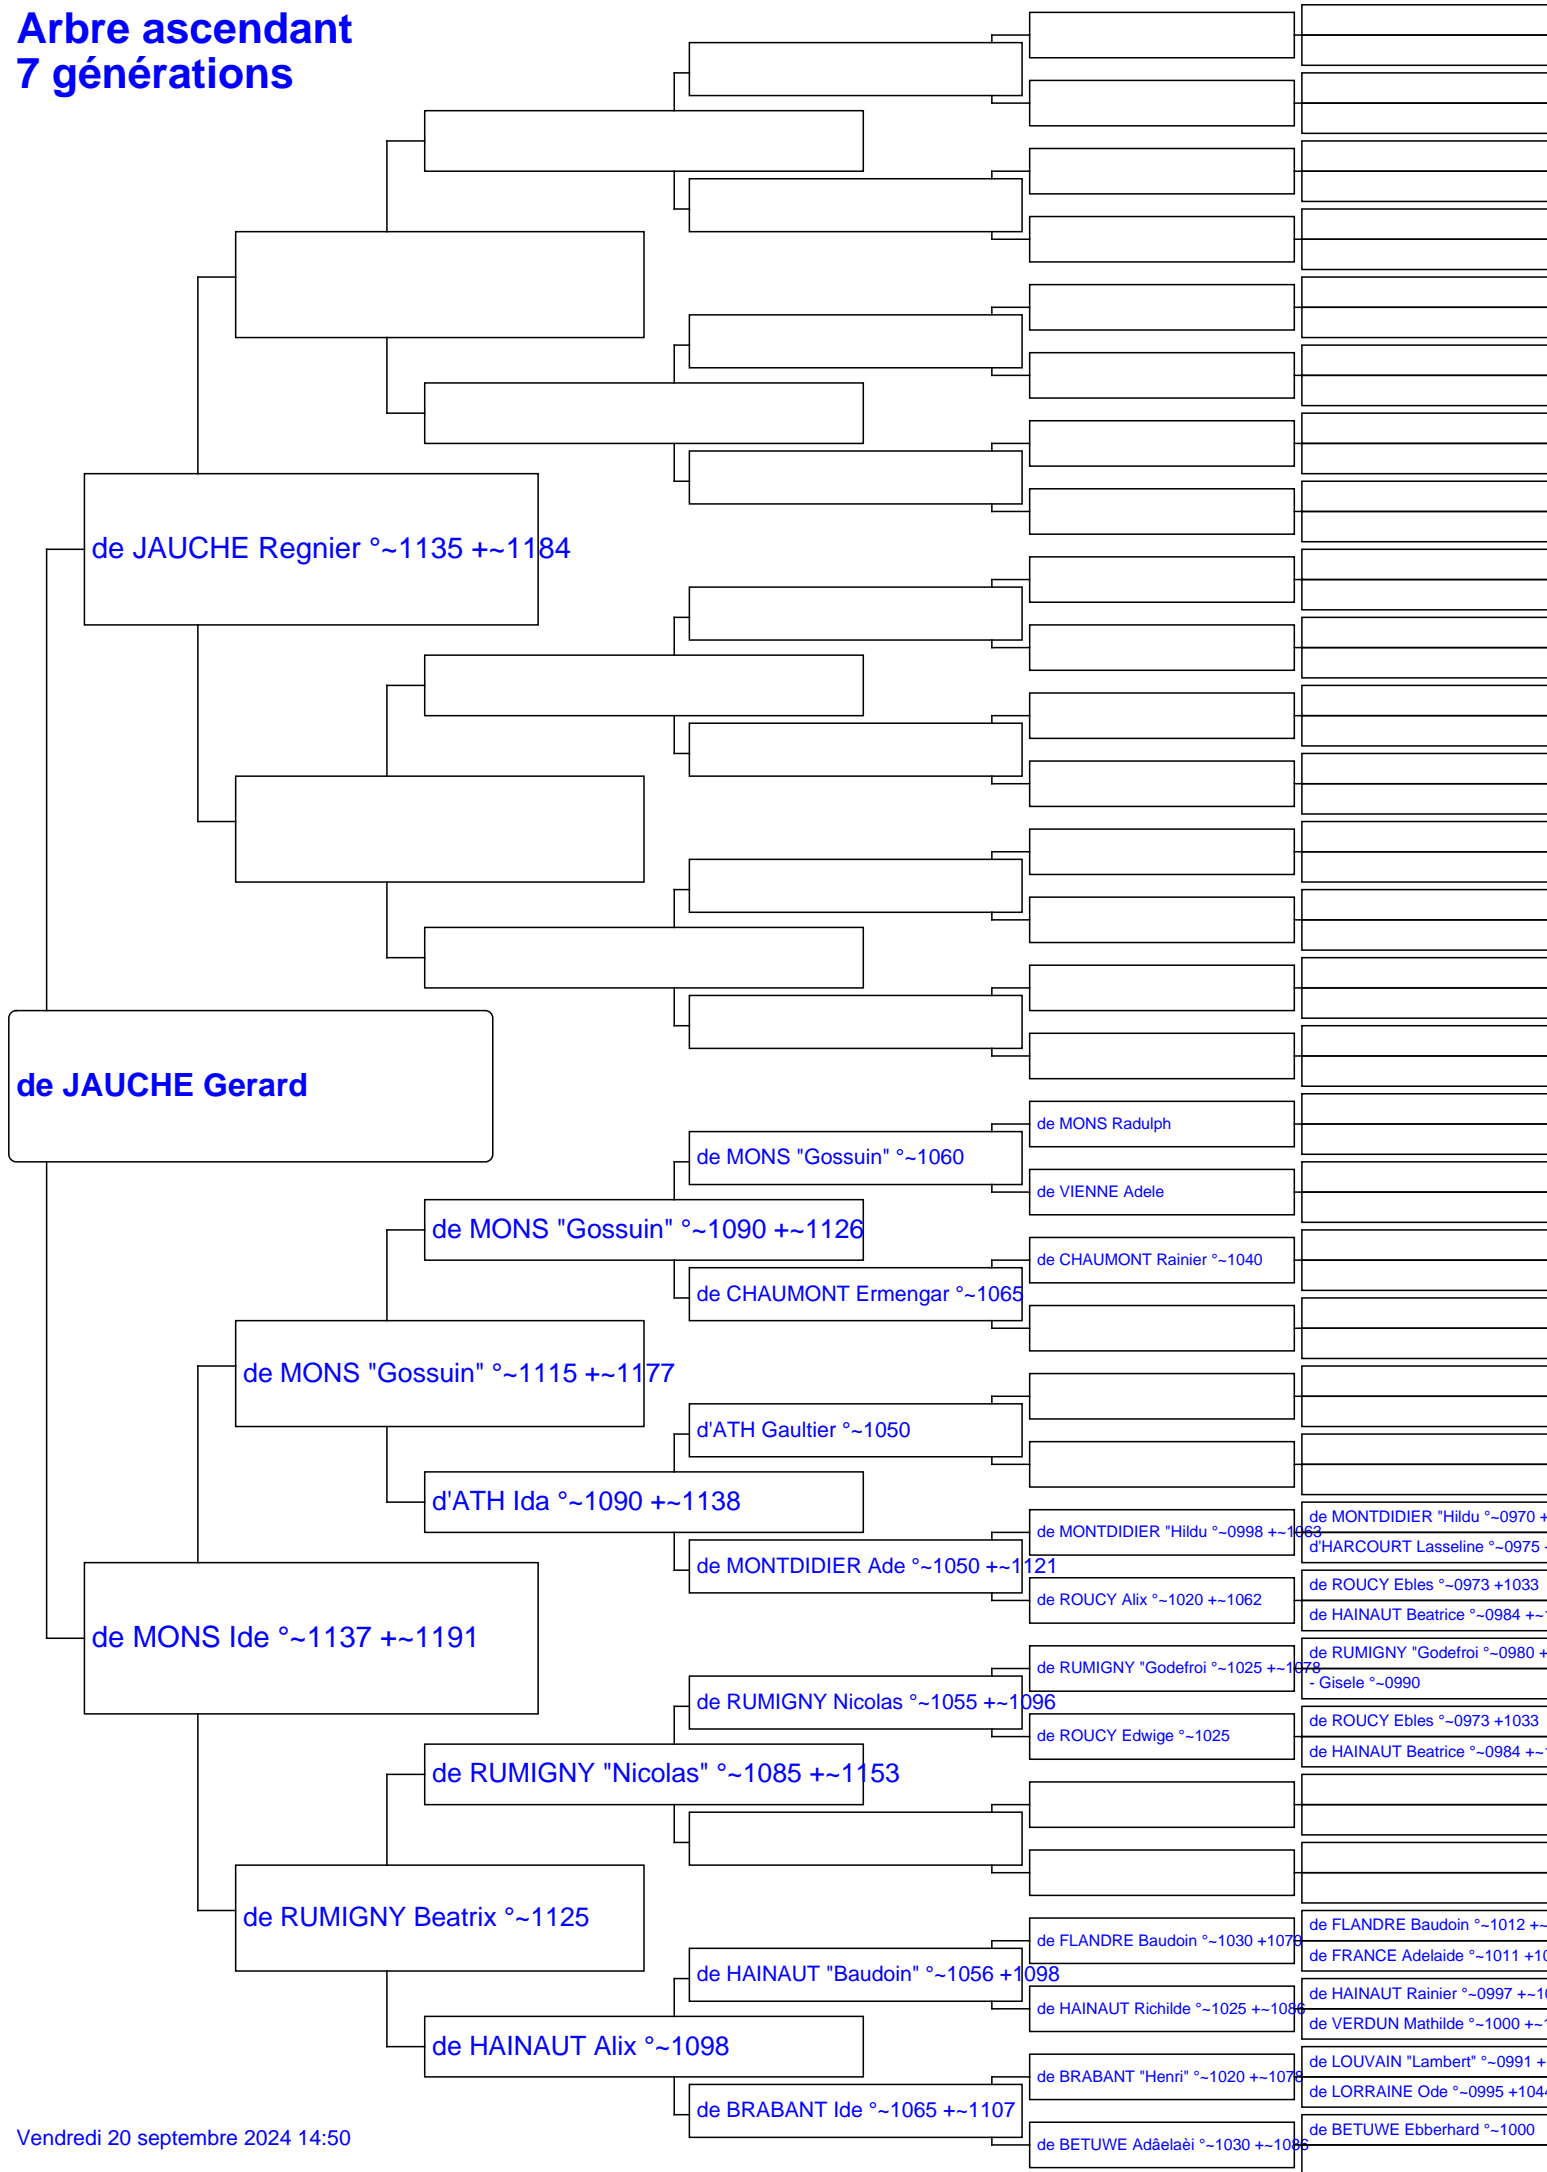 Arbre ascendant
7 générations
de JAUCHE Regnier °~1135 +~1184
de JAUCHE Gerard
de MONS Radulph
de MONS "Gossuin" °~1060
de VIENNE Adele
de MONS "Gossuin" °~1090 +~1126
de CHAUMONT Rainier °~1040
de CHAUMONT Ermengar °~1065
de MONS "Gossuin" °~1115 +~1177
d'ATH Gaultier °~1050
d'ATH Ida °~1090 +~1138
de MONTDIDIER "Hildu °~0970 +
de MONTDIDIER "Hildu °~0998 +~1063
d'HARCOURT Lasseline °~0975
de MONTDIDIER Ade °~1050 +~1121
de ROUCY Ebles °~0973 +1033
de ROUCY Alix °~1020 +~1062
de HAINAUT Beatrice °~0984 +~
de MONS Ide °~1137 +~1191
de RUMIGNY "Godefroi °~0980 +
de RUMIGNY "Godefroi °~1025 +~1078
- Gisele °~0990
de RUMIGNY Nicolas °~1055 +~1096
de ROUCY Ebles °~0973 +1033
de ROUCY Edwige °~1025
de HAINAUT Beatrice °~0984 +~
de RUMIGNY "Nicolas" °~1085 +~1153
de RUMIGNY Beatrix °~1125
de FLANDRE Baudoin °~1012 +~
de FLANDRE Baudoin °~1030 +1070
de FRANCE Adelaide °~1011 +10
de HAINAUT "Baudoin" °~1056 +1098
de HAINAUT Rainier °~0997 +~10
de HAINAUT Richilde °~1025 +~1086
de VERDUN Mathilde °~1000 +~
de HAINAUT Alix °~1098
de LOUVAIN "Lambert" °~0991 +
de BRABANT "Henri" °~1020 +~1078
de LORRAINE Ode °~0995 +1044
de BRABANT Ide °~1065 +~1107
de BETUWE Ebberhard °~1000
de BETUWE Adâelaèi °~1030 +~1086
Vendredi 20 septembre 2024 14:50